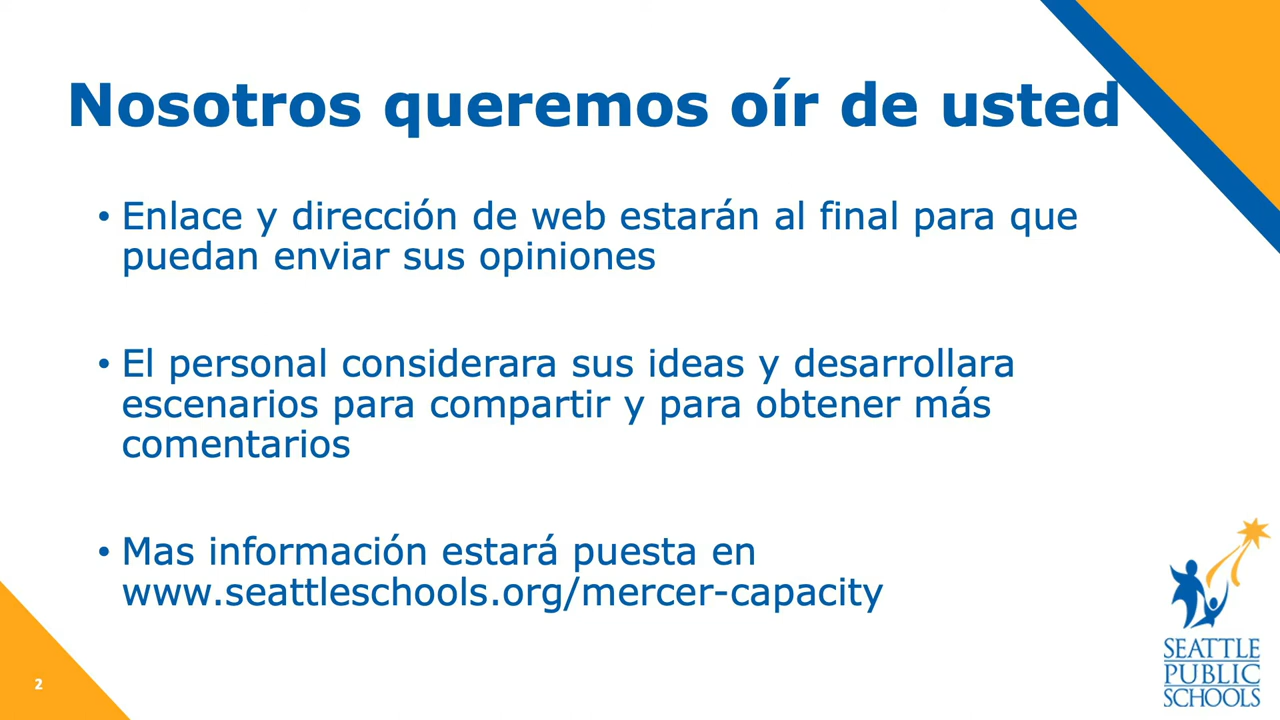 Nosotros queremos oír de usted
• Enlace y dirección de web estarán al final para que
puedan enviar sus opiniones
• El personal considerara sus ideas y desarrollara
escenarios para compartir y para obtener más
comentarios
• Mas información estará puesta en
www.seattleschools.org/mercer-capacity
2
SEATTLE
PUBLIC
SCHOOLS